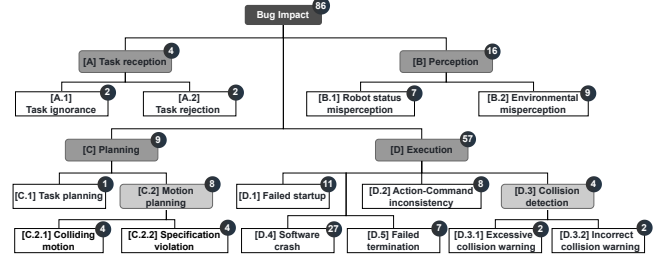 Bug Impact
86
[A] Task reception
4
[B] Perception
16
[A.1]
Task ignorance
2
[A.2]
Task rejection
2
[B.1] Robot status
misperception
7
[B.2] Environmental
misperception
9
[C] Planning
9
[D] Execution
57
[C.1] Task planning
1
[C.2] Motion
planning
8
[D.1] Failed startup
11
[D.2] Action-Command
inconsistency
8
[D.3] Collision
detection
4
[C.2.1] Colliding
motion
4
[C.2.2] Specification
violation
4
[D.4] Software
crash
27
[D.5] Failed
termination
7
[D.3.1] Excessive
collision warning
2
[D.3.2] Incorrect
collision warning
2